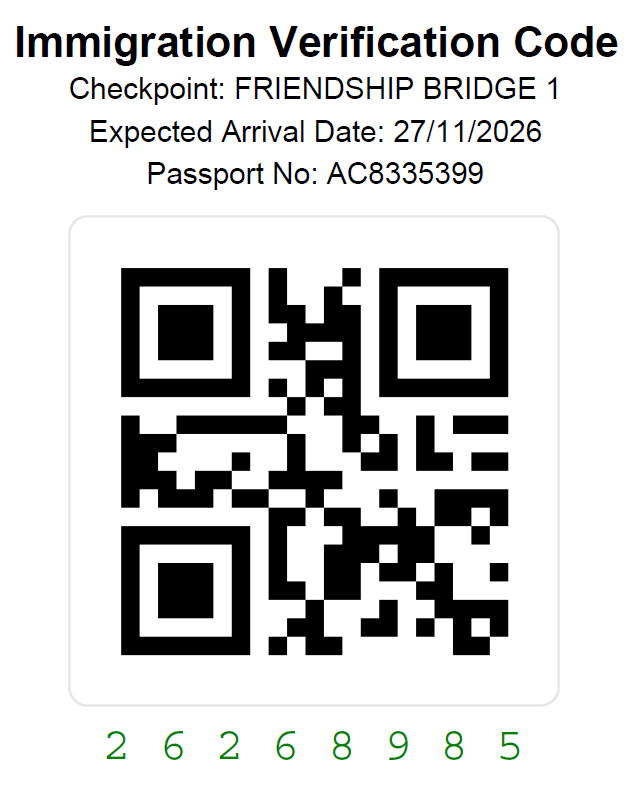 Immigration Verification Code
Checkpoint: FRIENDSHIP BRIDGE 1
Expected Arrival Date: 27/11/2026
Passport No: AC8335399
2 6 2 6 8 9 8 5